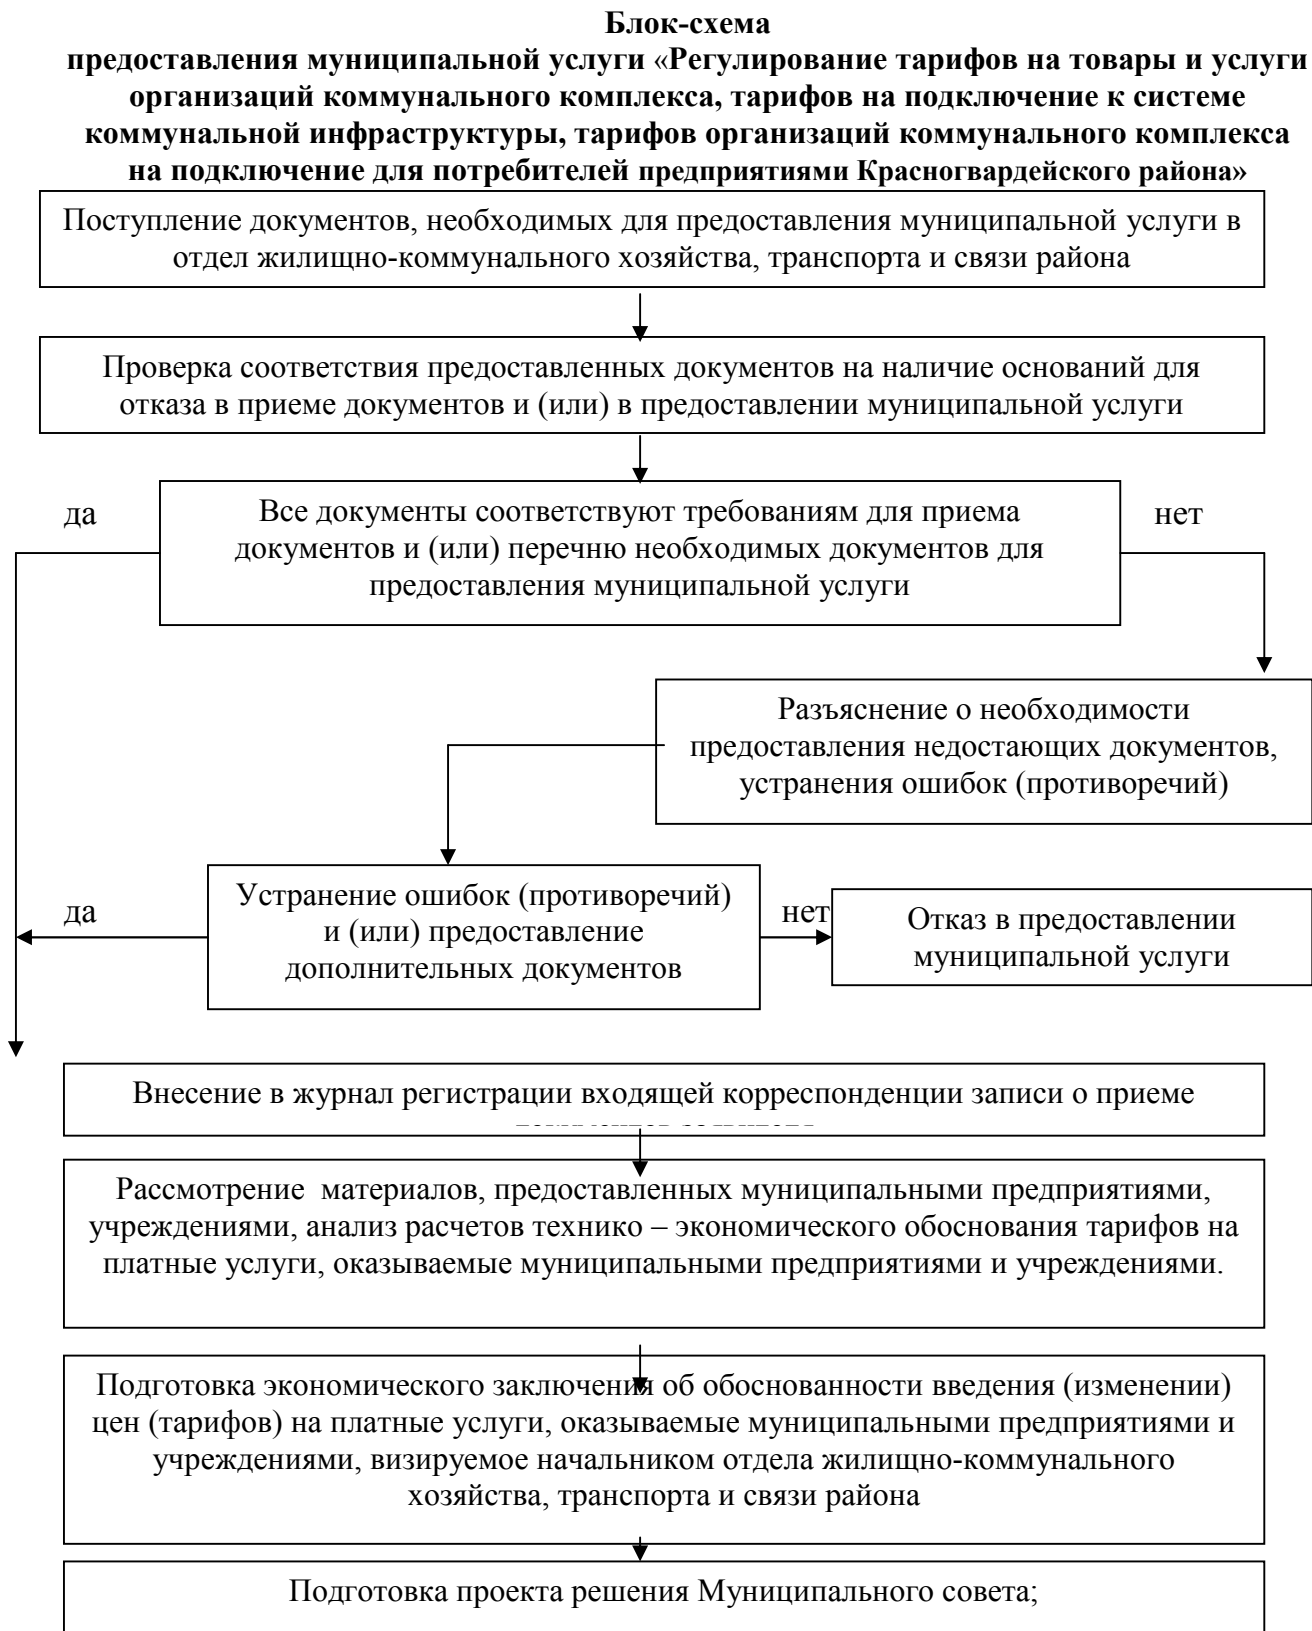 Блок-схема
предоставления муниципальной услуги «Регулирование тарифов на товары и услуги
организаций коммунального комплекса, тарифов на подключение к системе
коммунальной инфраструктуры, тарифов организаций коммунального комплекса
на подключение для потребителей предприятиями Красногвардейского района»
Поступление документов, необходимых для предоставления муниципальной услуги в
отдел жилищно-коммунального хозяйства, транспорта и связи района
Проверка соответствия предоставленных документов на наличие оснований для
отказа в приеме документов и (или) в предоставлении муниципальной услуги
да
Все документы соответствуют требованиям для приема
документов и (или) перечню необходимых документов для
предоставления муниципальной услуги
нет
Разъяснение о необходимости
предоставления недостающих документов,
устранения ошибок (противоречий)
да
Устранение ошибок (противоречий)
и (или) предоставление
дополнительных документов
нет
Отказ в предоставлении
муниципальной услуги
Внесение в журнал регистрации входящей корреспонденции записи о приеме
Рассмотрение  материалов, предоставленных муниципальными предприятиями,
учреждениями, анализ расчетов технико – экономического обоснования тарифов на
платные услуги, оказываемые муниципальными предприятиями и учреждениями.
Подготовка экономического заключения об обоснованности введения (изменении)
цен (тарифов) на платные услуги, оказываемые муниципальными предприятиями и
учреждениями, визируемое начальником отдела жилищно-коммунального
хозяйства, транспорта и связи района
Подготовка проекта решения Муниципального совета;